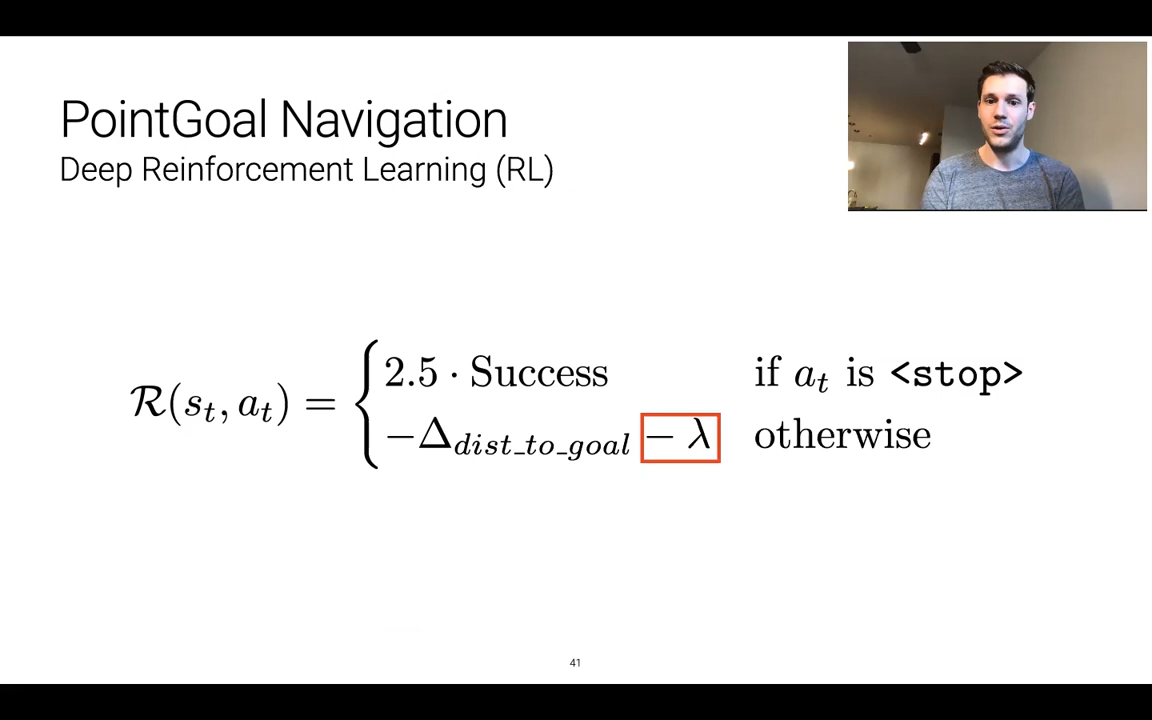 PointGoal Navigation
Deep Reinforcement Learning (RL)
R(s_t, a_t) = { 2.5 · Success if a_t is <stop>
−Δ_dist_to_goal − λ otherwise
41